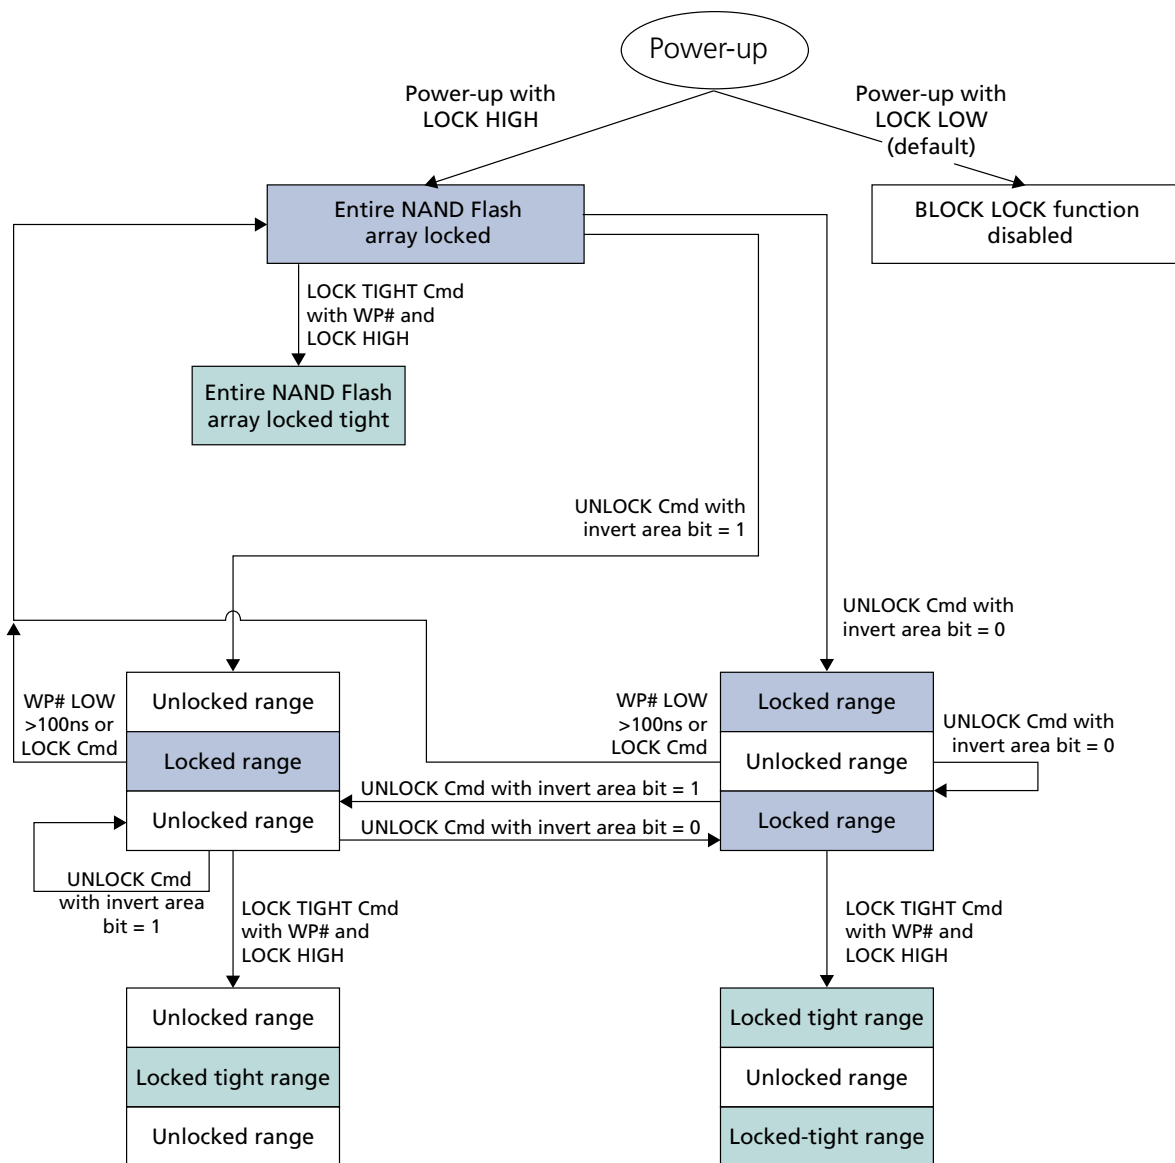 Power-up
Power-up with
LOCK HIGH
Power-up with
LOCK LOW
(default)
Entire NAND Flash
array locked
BLOCK LOCK function
disabled
LOCK TIGHT Cmd
with WP# and
LOCK HIGH
Entire NAND Flash
array locked tight
UNLOCK Cmd with
invert area bit = 1
UNLOCK Cmd with
invert area bit = 0
WP# LOW
>100ns or
LOCK Cmd
Unlocked range
Locked range
Unlocked range
WP# LOW
>100ns or
LOCK Cmd
Locked range
Unlocked range
Locked range
UNLOCK Cmd with
invert area bit = 0
UNLOCK Cmd with invert area bit = 1
UNLOCK Cmd with invert area bit = 0
UNLOCK Cmd
with invert area
bit = 1
LOCK TIGHT Cmd
with WP# and
LOCK HIGH
LOCK TIGHT Cmd
with WP# and
LOCK HIGH
Unlocked range
Locked tight range
Unlocked range
Locked tight range
Unlocked range
Locked-tight range